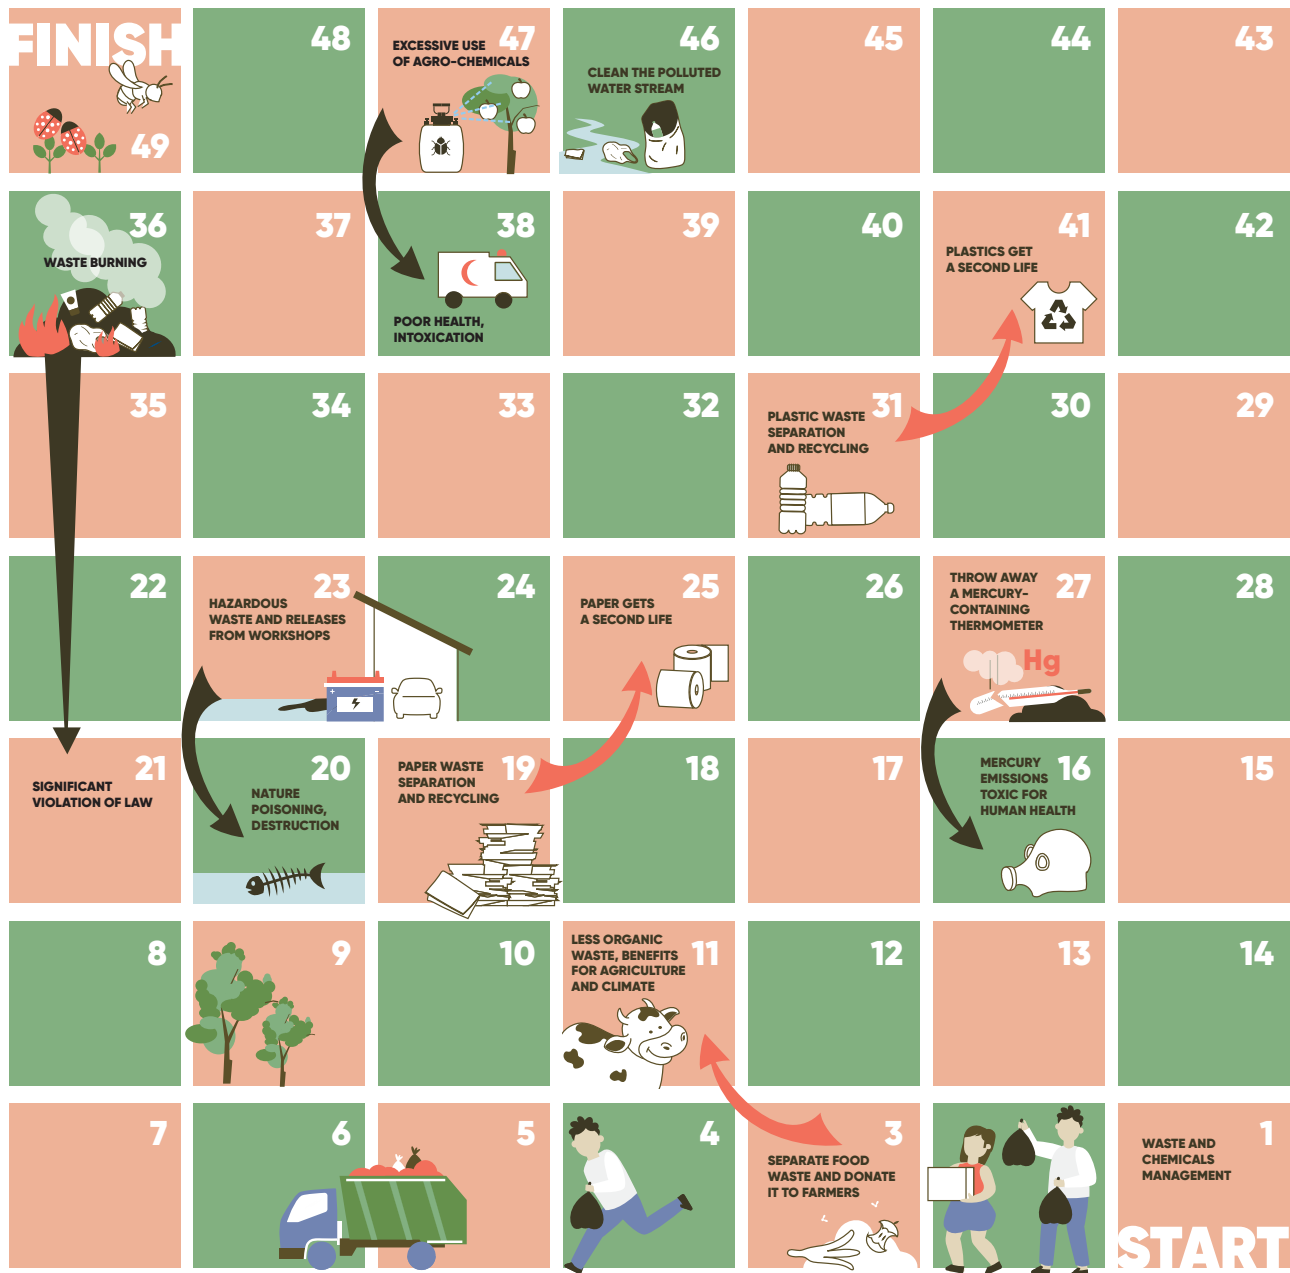 FINISH
49
48
47
EXCESSIVE USE
OF AGRO-CHEMICALS
46
CLEAN THE POLLUTED
WATER STREAM
45
44
43
36
WASTE BURNING
37
38
POOR HEALTH,
INTOXICATION
39
40
41
PLASTICS GET
A SECOND LIFE
42
35
34
33
32
31
PLASTIC WASTE
SEPARATION
AND RECYCLING
30
29
22
23
HAZARDOUS
WASTE AND RELEASES
FROM WORKSHOPS
24
25
PAPER GETS
A SECOND LIFE
26
27
THROW AWAY
A MERCURY-
CONTAINING
THERMOMETER
Hg
28
21
SIGNIFICANT
VIOLATION OF LAW
20
NATURE
POISONING,
DESTRUCTION
19
PAPER WASTE
SEPARATION
AND RECYCLING
18
17
16
MERCURY
EMISSIONS
TOXIC FOR
HUMAN HEALTH
15
8
9
10
11
LESS ORGANIC
WASTE, BENEFITS
FOR AGRICULTURE
AND CLIMATE
12
13
14
7
6
5
4
3
SEPARATE FOOD
WASTE AND DONATE
IT TO FARMERS
1
WASTE AND
CHEMICALS
MANAGEMENT
START